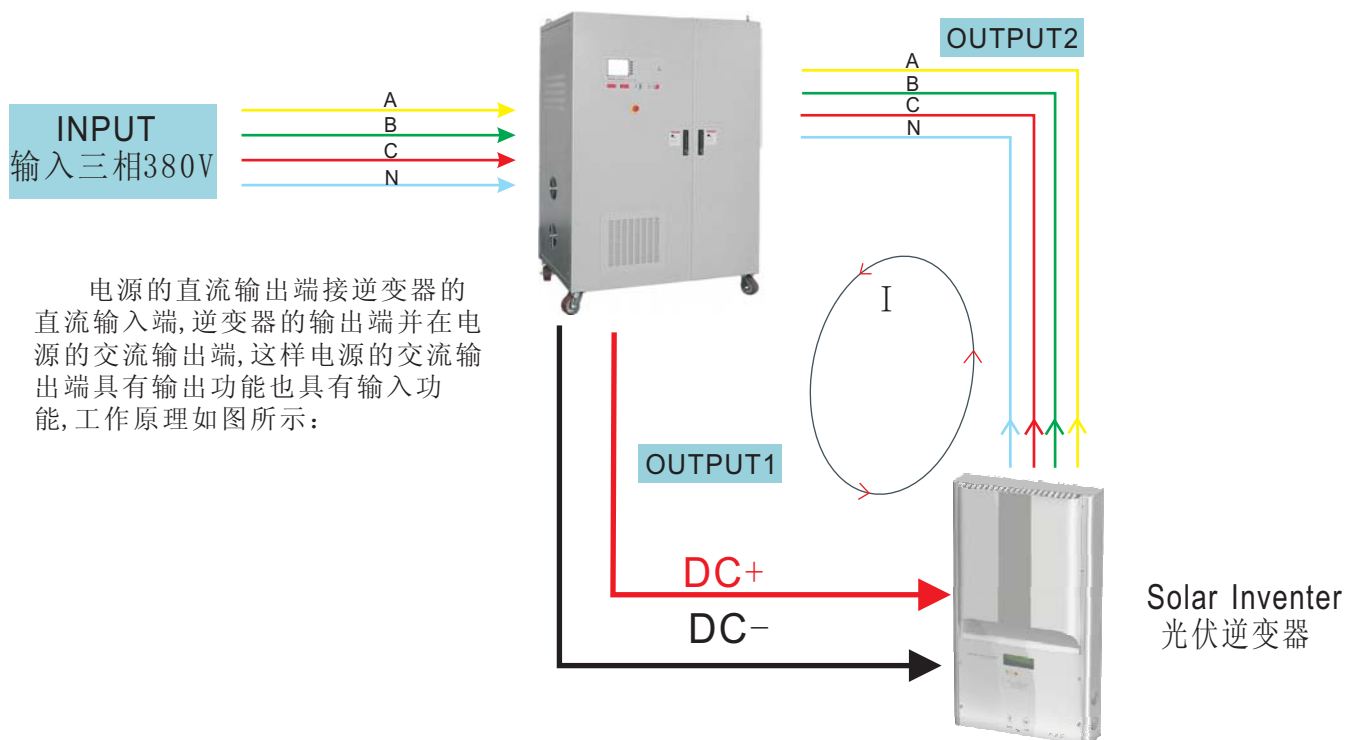 OUTPUT2
A
B
C
N
INPUT
输入三相380V
A
B
C
N
电源的直流输出端接逆变器的
直流输入端,逆变器的输出端并在电
源的交流输出端,这样电源的交流输
出端具有输出功能也具有输入功
能,工作原理如图所示：
I
OUTPUT1
DC+
DC-
Solar Inventer
光伏逆变器